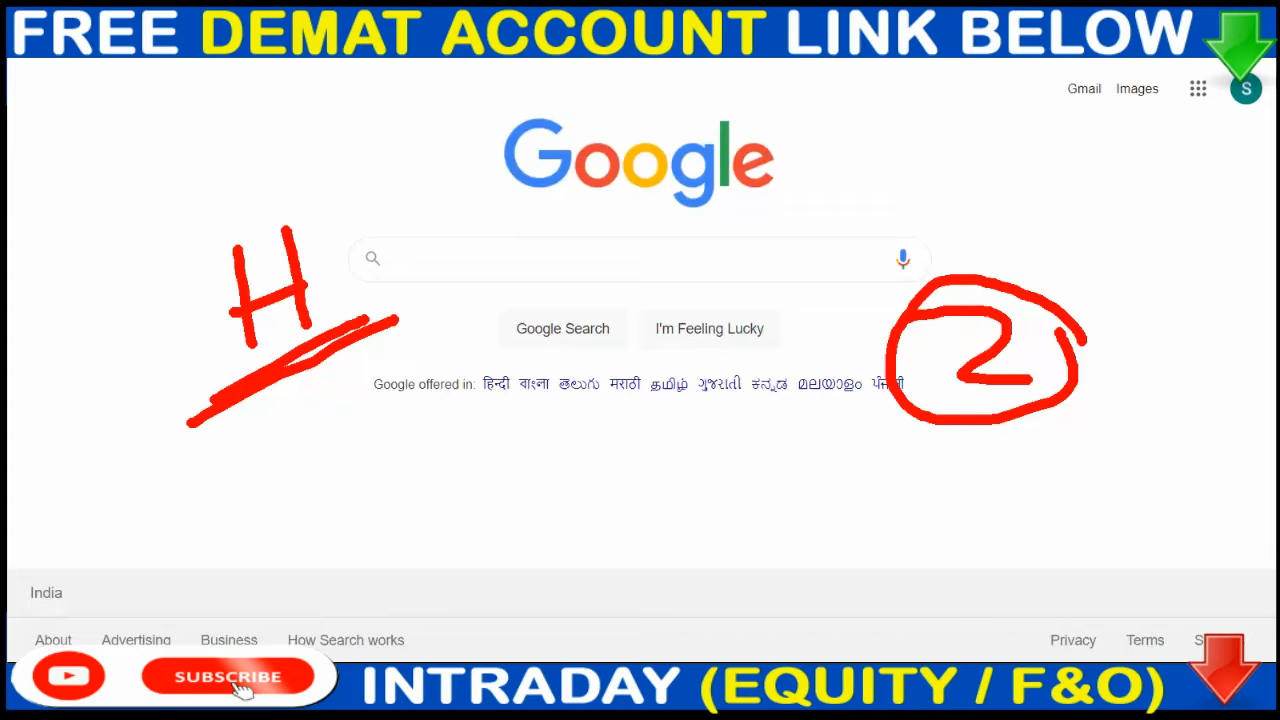 FREE DEMAT ACCOUNT LINK BELOW
Gmail Images S
Google
H
2
Google Search I'm Feeling Lucky
Google offered in: हिन्दी বাংলা తెలుగు मराठी தமிழ் ગુજરાતી ಕನ್ನಡ മലയാളം ਪੰਜਾਬੀ
India
About Advertising Business How Search works Privacy Terms
SUBSCRIBE
INTRADAY (EQUITY / F&O)